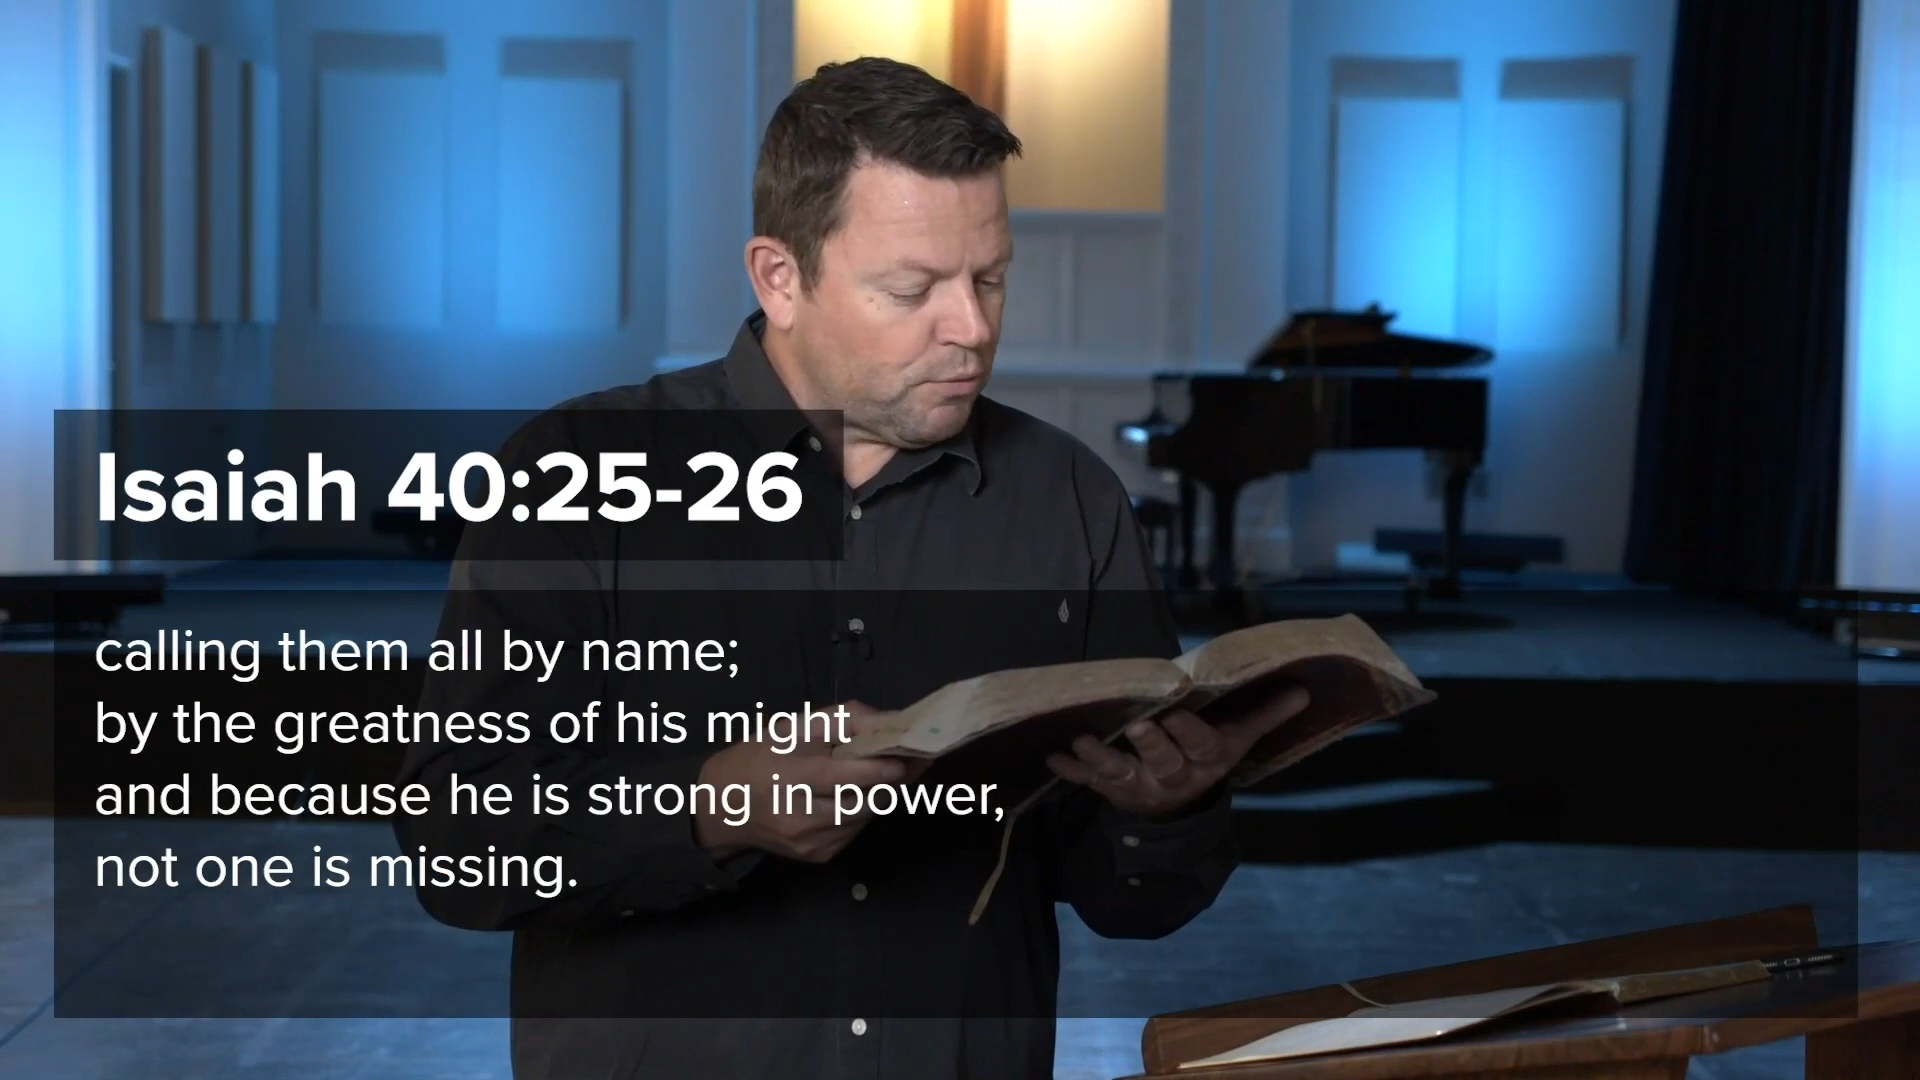 Isaiah 40:25-26
calling them all by name;
by the greatness of his might
and because he is strong in power,
not one is missing.